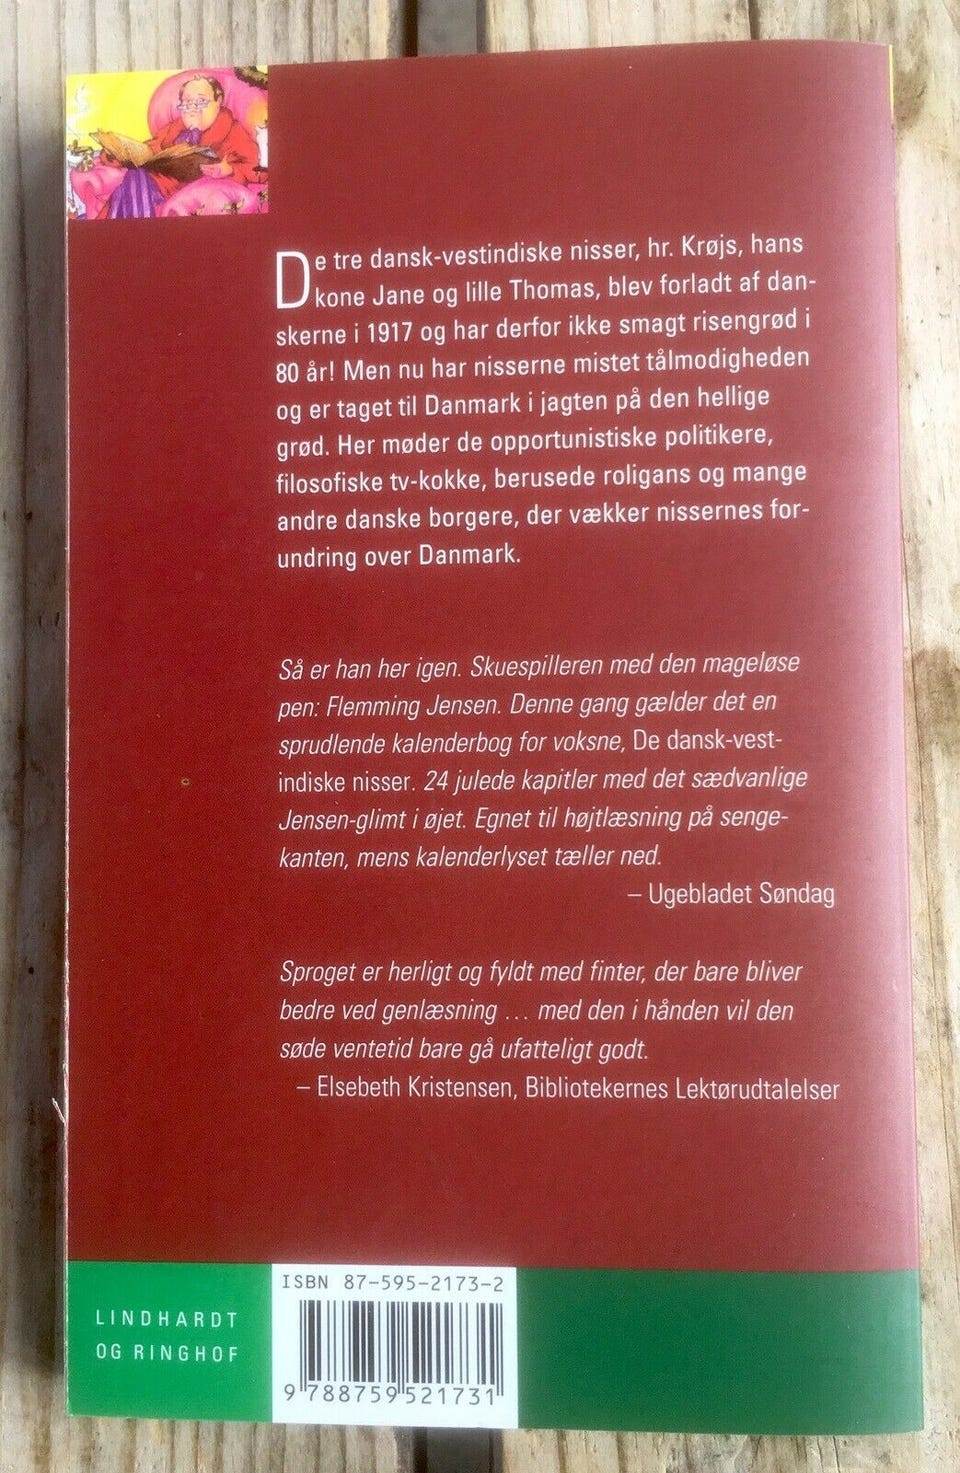 De tre dansk-vestindiske nisser, hr. Krøjs, hans
kone Jane og lille Thomas, blev forladt af dan-
skerne i 1917 og har derfor ikke smagt risengrød i
80 år! Men nu har nisserne mistet tålmodigheden
og er taget til Danmark i jagten på den hellige
grød. Her møder de opportunistiske politikere,
filosofiske tv-kokke, berusede roligans og mange
andre danske borgere, der vækker nissernes for-
undring over Danmark.
Så er han her igen. Skuespilleren med den mageløse
pen: Flemming Jensen. Denne gang gælder det en
sprudlende kalenderbog for voksne, De dansk-vest-
indiske nisser. 24 julede kapitler med det sædvanlige
Jensen-glimt i øjet. Egnet til højtlæsning på senge-
kanten, mens kalenderlyset tæller ned.
– Ugebladet Søndag
Sproget er herligt og fyldt med finter, der bare bliver
bedre ved genlæsning ... med den i hånden vil den
søde ventetid bare gå ufatteligt godt.
– Elsebeth Kristensen, Bibliotekernes Lektørudtalelser
LINDHARDT
OG RINGHOF
ISBN 87-595-2173-2
9 788759 521731